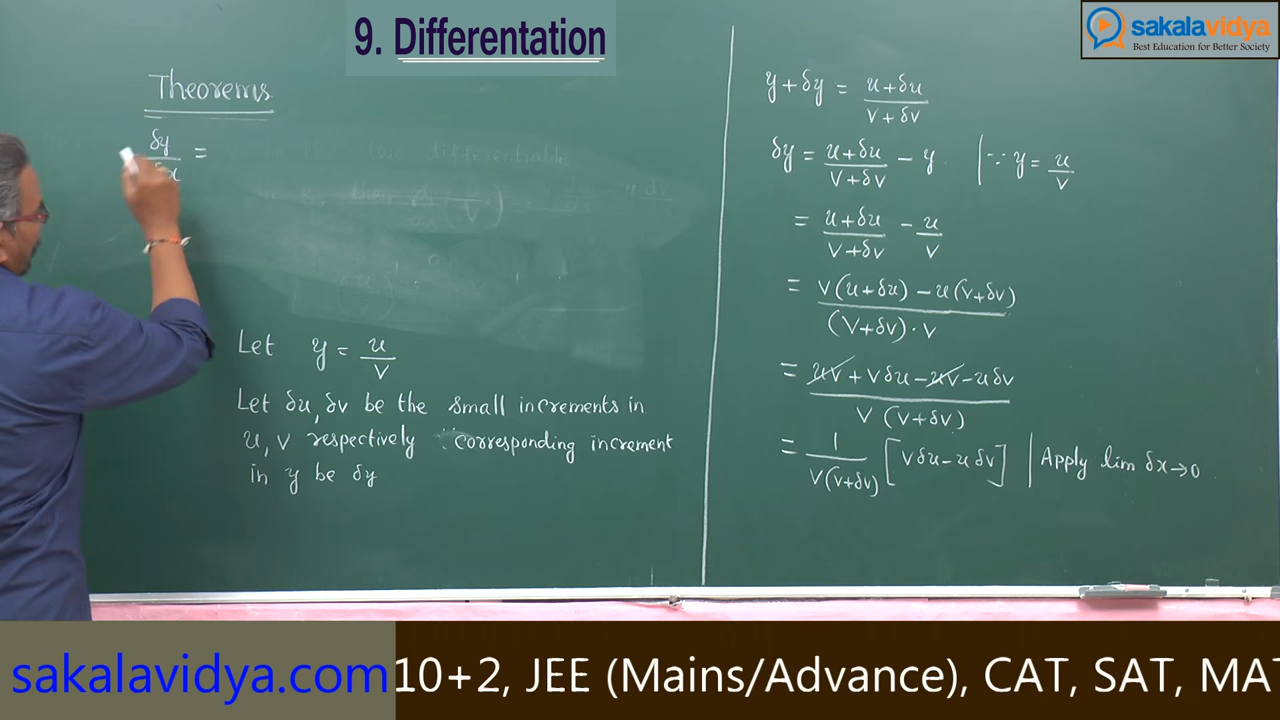 9. Differentation
sakalavidya
Best Education for Better Society
Theorems
δy/δx =
two differentiable
Let y = u/v
Let δu, δv be the small increments in
u, v respectively ∴ corresponding increment
in y be δy
y + δy = (u + δu)/(v + δv)
δy = (u + δu)/(v + δv) − y | ∵ y = u/v
= (u + δu)/(v + δv) − u/v
= (v(u + δu) − u(v + δv))/((v + δv)·v)
= (uv + vδu − uv − uδv)/(v(v + δv))
= 1/(v(v + δv)) [vδu − uδv] | Apply lim δx→0
sakalavidya.com 10+2, JEE (Mains/Advance), CAT, SAT, MAT